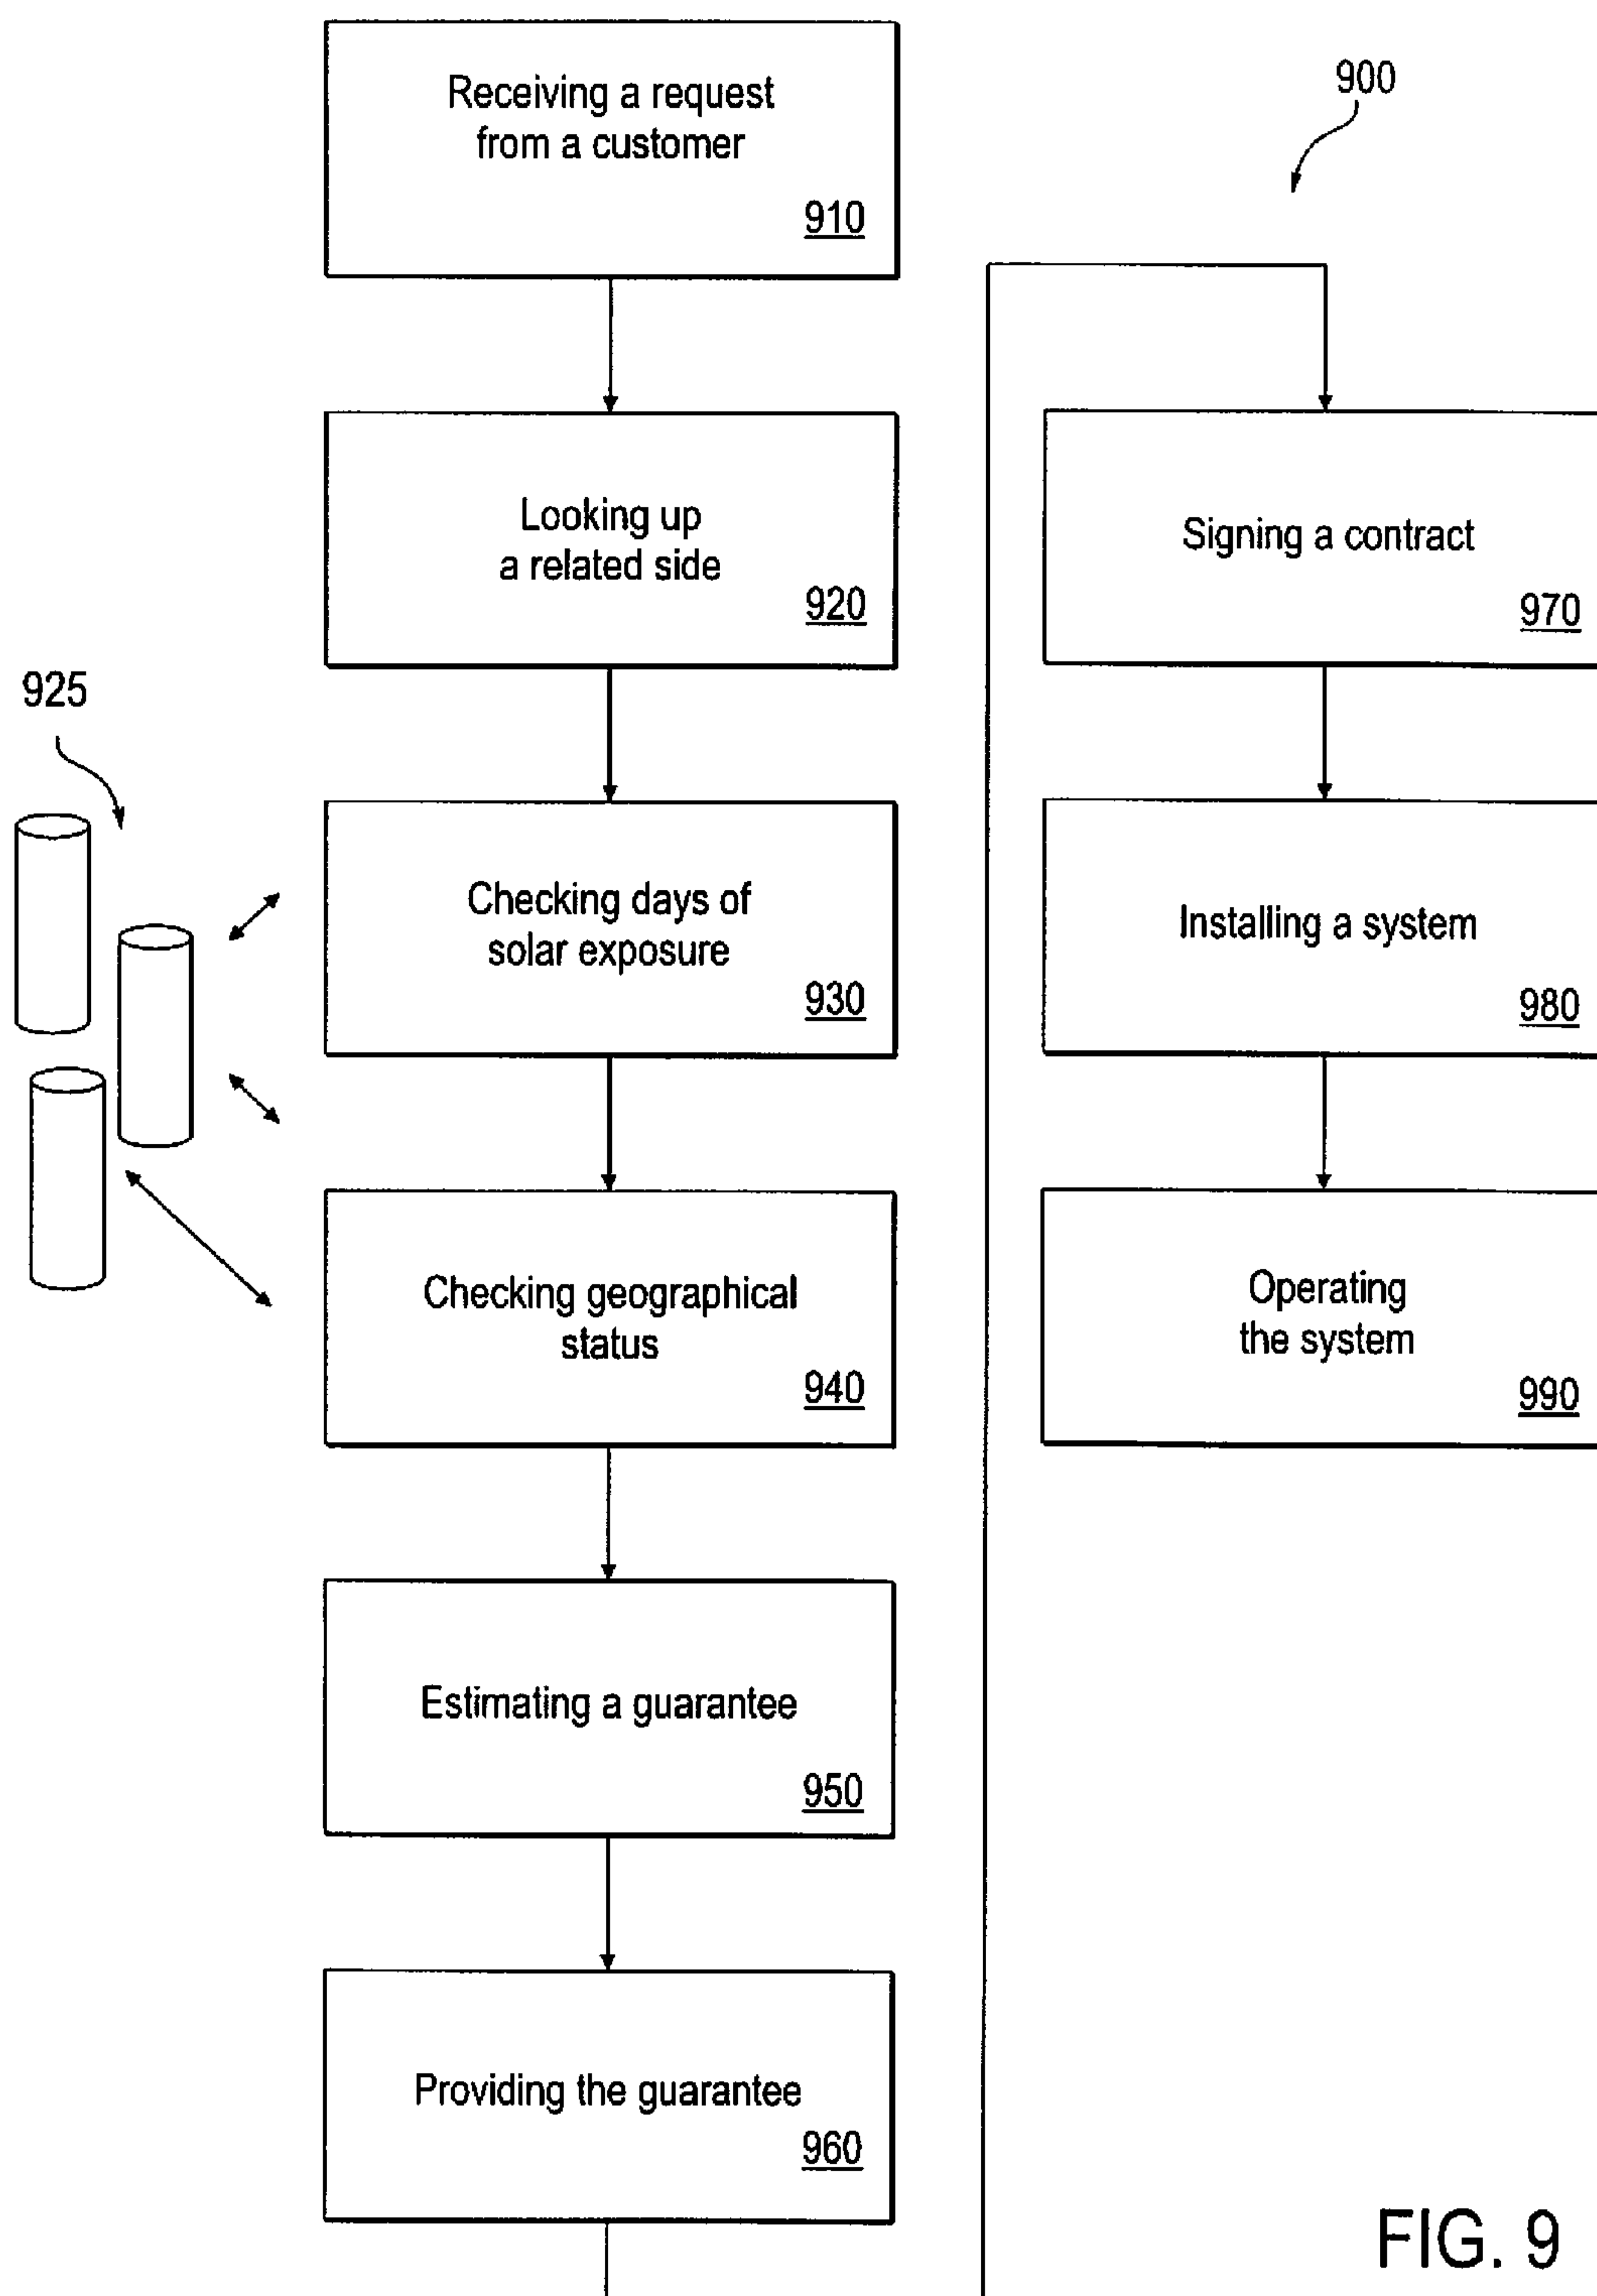 Receiving a request
from a customer
910
900
Looking up
a related side
920
925
Checking days of
solar exposure
930
Checking geographical
status
940
Estimating a guarantee
950
Providing the guarantee
960
Signing a contract
970
Installing a system
980
Operating
the system
990
FIG. 9